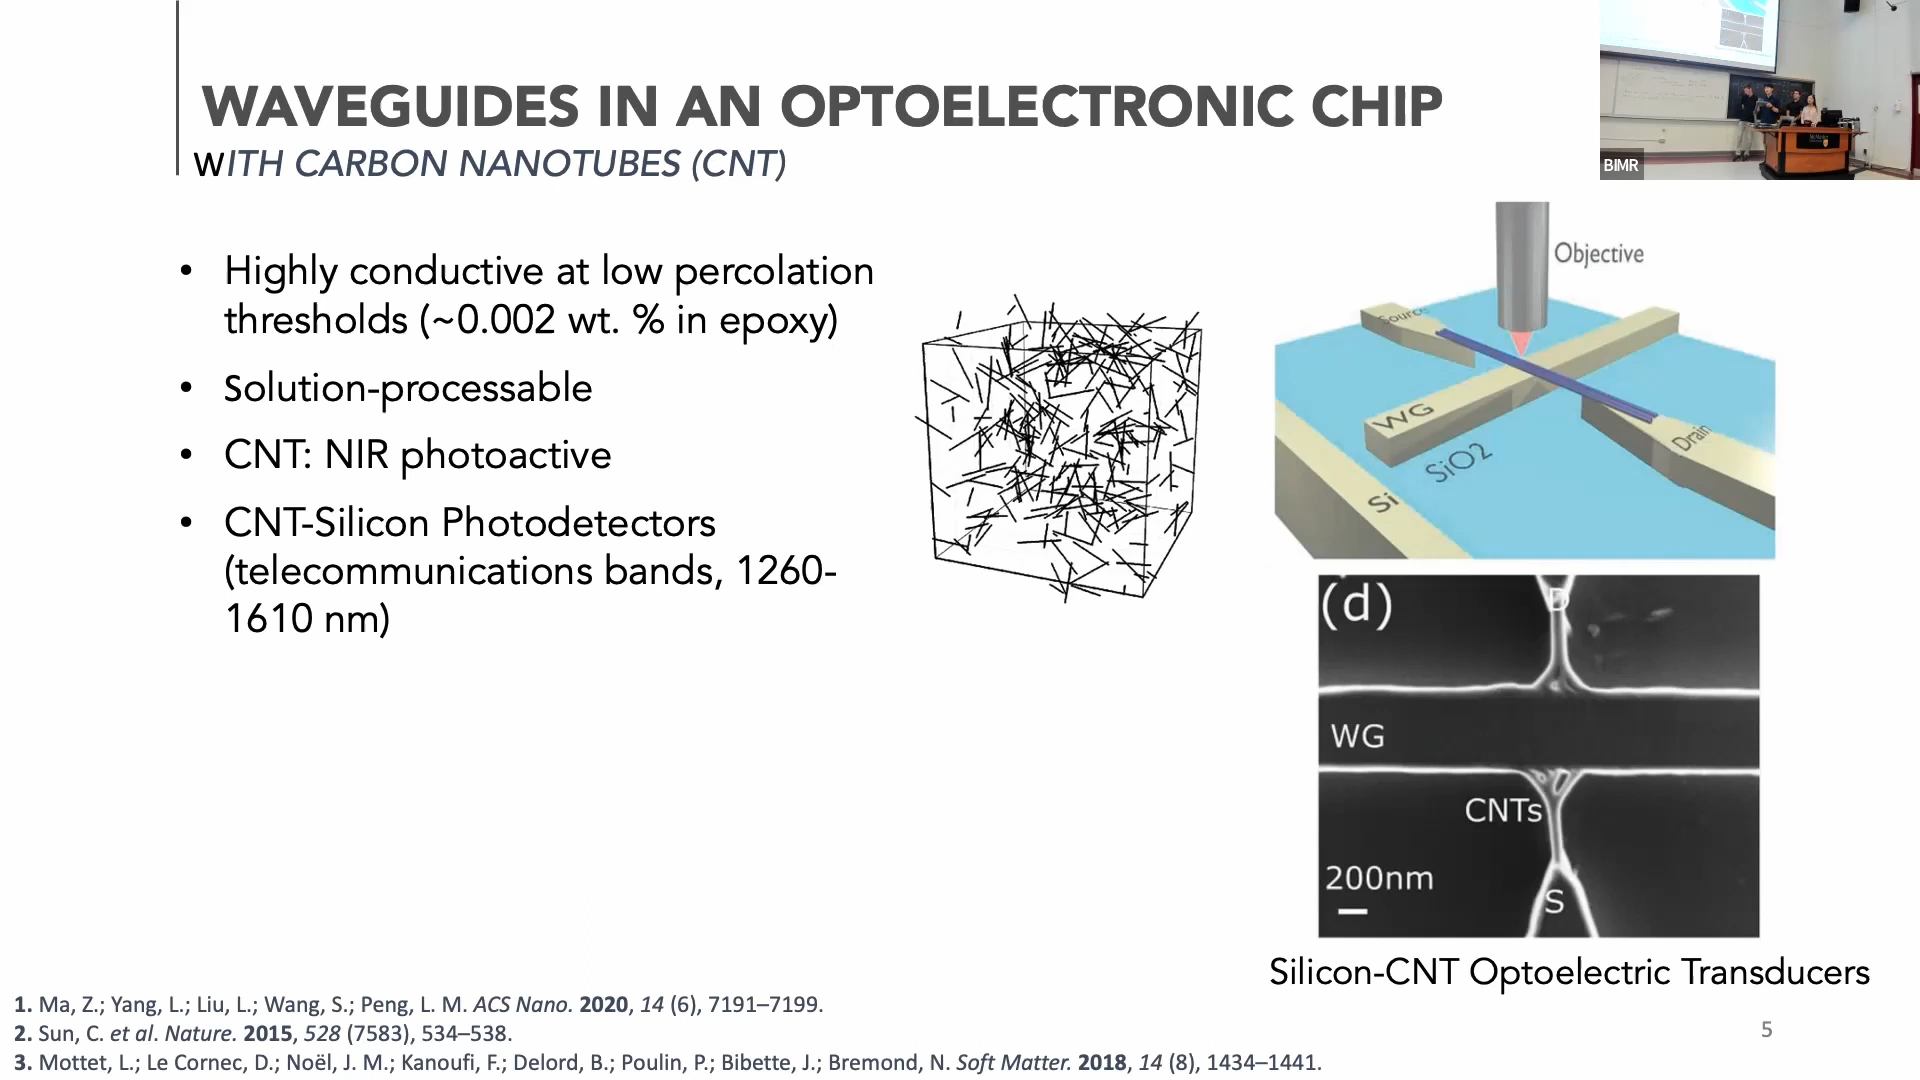 WAVEGUIDES IN AN OPTOELECTRONIC CHIP
WITH CARBON NANOTUBES (CNT)
BIMR
• Highly conductive at low percolation
thresholds (~0.002 wt. % in epoxy)
• Solution-processable
• CNT: NIR photoactive
• CNT-Silicon Photodetectors
(telecommunications bands, 1260-
1610 nm)
Objective
Source
WG
Drain
SiO2
Si
(d)
D
WG
CNTs
200nm
S
Silicon-CNT Optoelectric Transducers
1. Ma, Z.; Yang, L.; Liu, L.; Wang, S.; Peng, L. M. ACS Nano. 2020, 14 (6), 7191–7199.
2. Sun, C. et al. Nature. 2015, 528 (7583), 534–538.
3. Mottet, L.; Le Cornec, D.; Noël, J. M.; Kanoufi, F.; Delord, B.; Poulin, P.; Bibette, J.; Bremond, N. Soft Matter. 2018, 14 (8), 1434–1441.
5